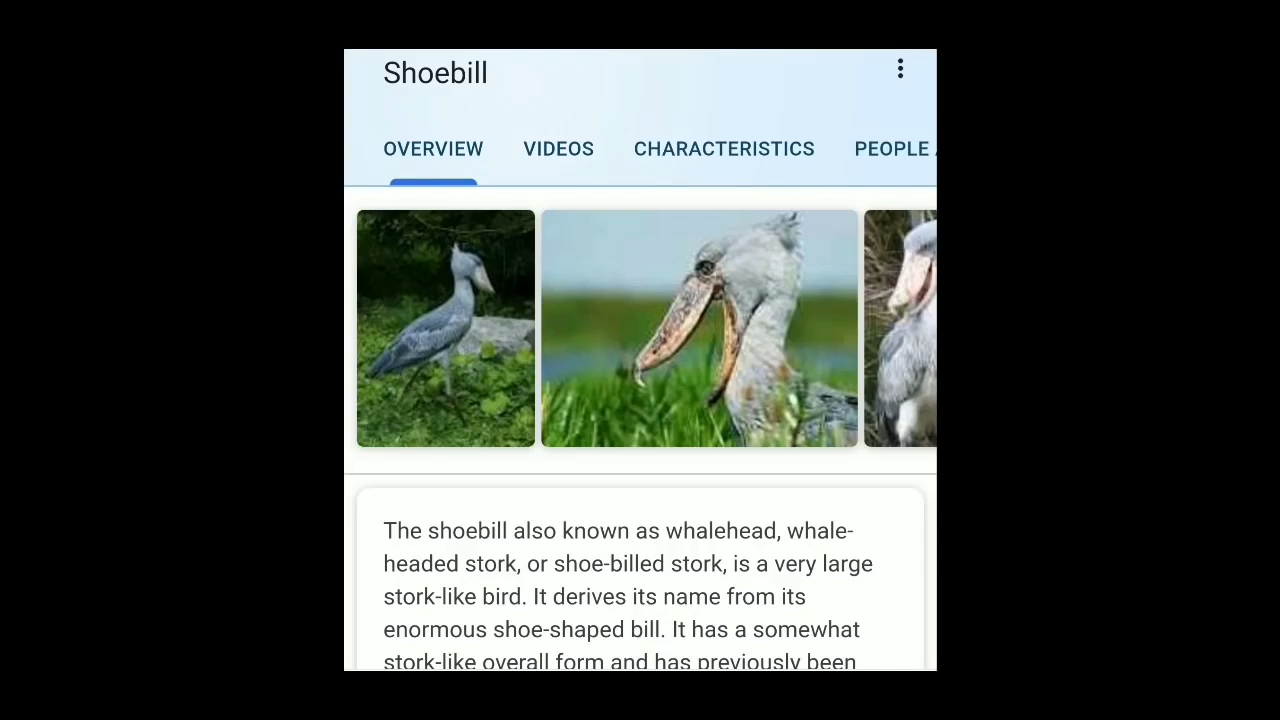 Shoebill
OVERVIEW VIDEOS CHARACTERISTICS PEOPLE
The shoebill also known as whalehead, whale-
headed stork, or shoe-billed stork, is a very large
stork-like bird. It derives its name from its
enormous shoe-shaped bill. It has a somewhat
stork-like overall form and has previously been